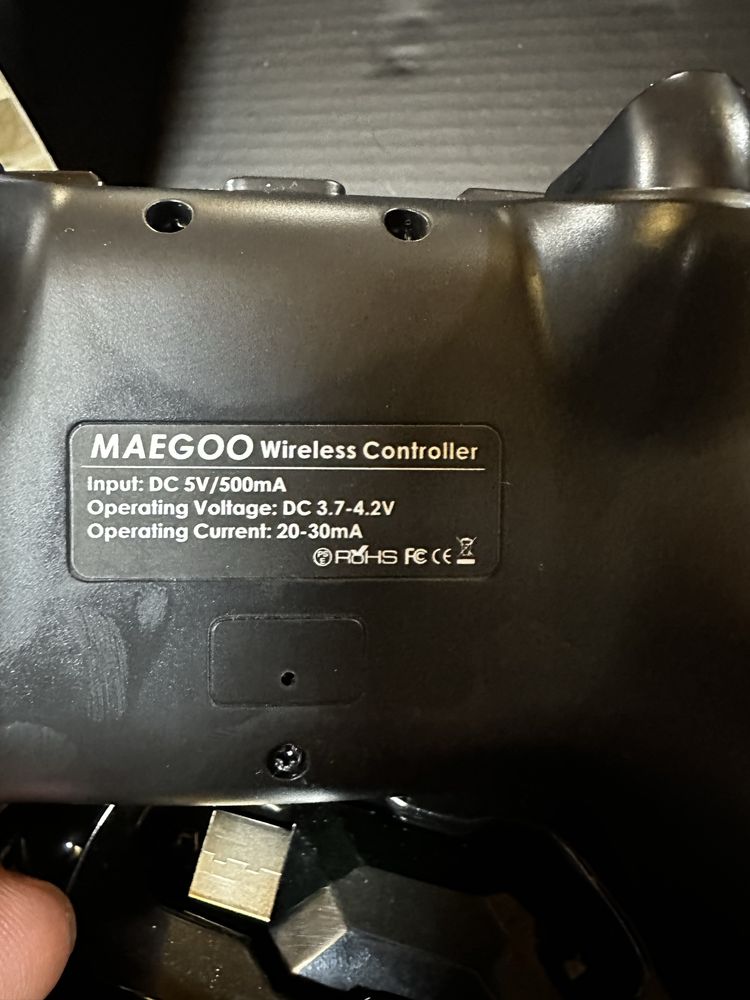 MAEGOO Wireless Controller
Input: DC 5V/500mA
Operating Voltage: DC 3.7-4.2V
Operating Current: 20-30mA
RoHS FC CE